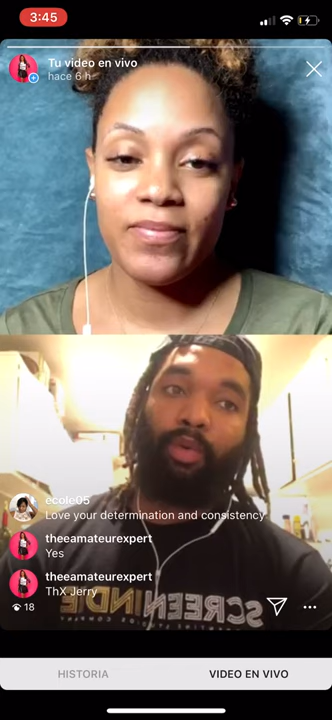 3:45
Tu video en vivo
hace 6 h
ecole05
Love your determination and consistency
theeamateurexpert
Yes
theeamateurexpert
ThX Jerry
18
SCREENINDIE
HISTORIA
VIDEO EN VIVO